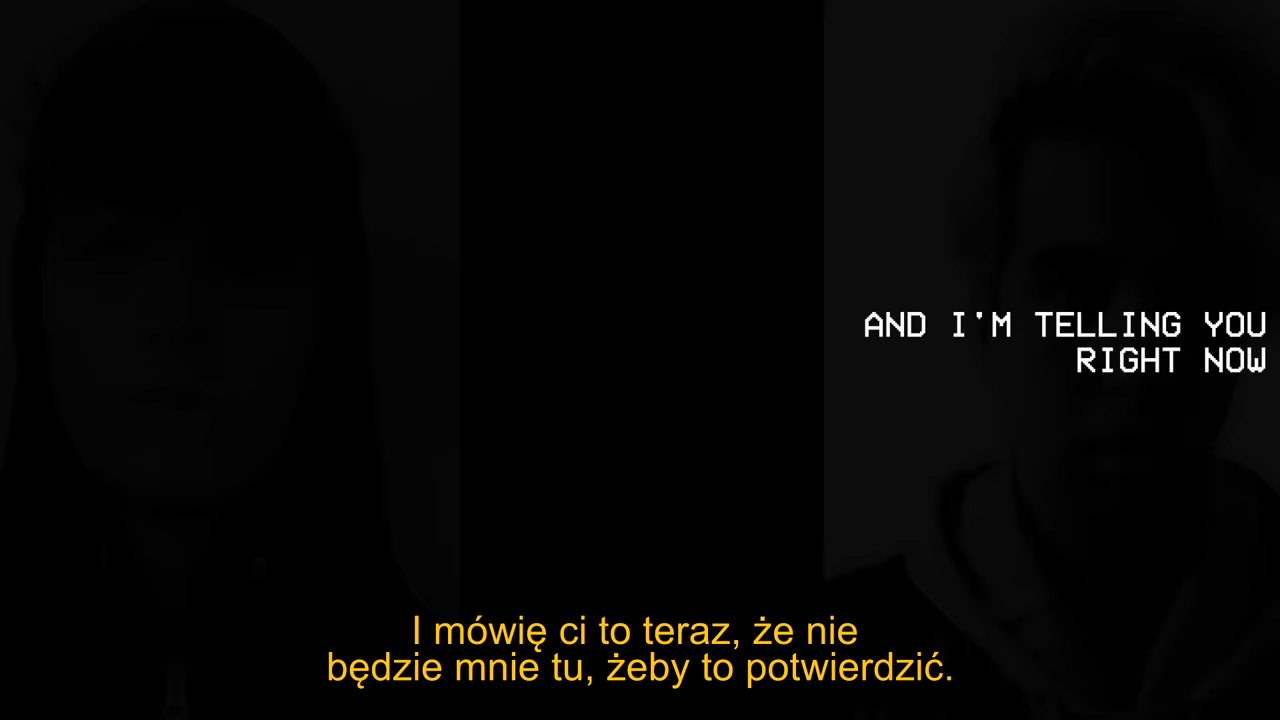 AND I'M TELLING YOU
RIGHT NOW
I mówię ci to teraz, że nie
będzie mnie tu, żeby to potwierdzić.